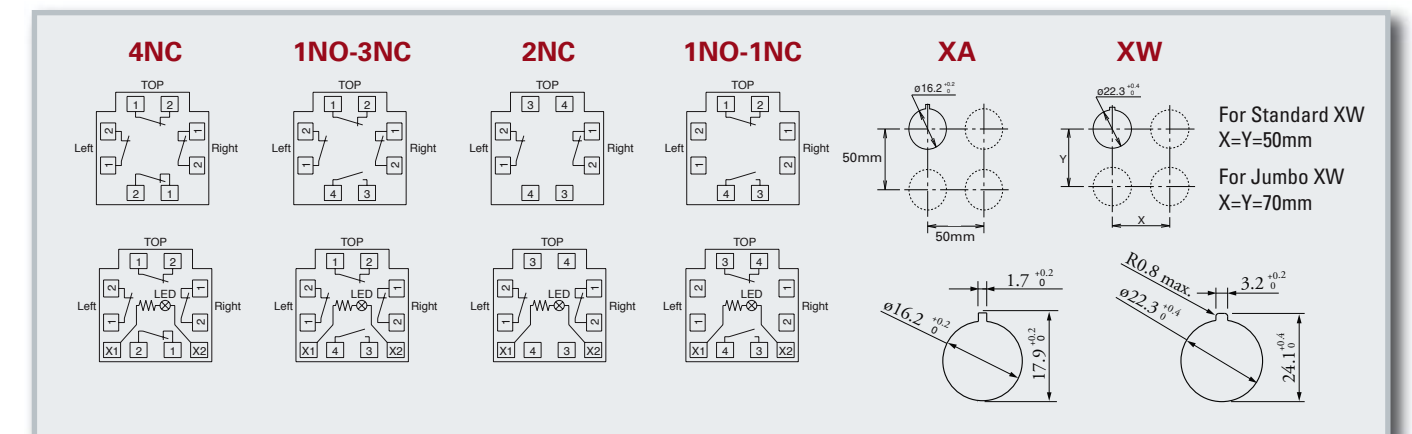 4NC 1NO-3NC 2NC 1NO-1NC XA XW
TOP TOP TOP TOP
1 2 1 2 3 4 1 2
2 1 2 1 2 1 2 1
Left Right Left Right Left Right Left Right
1 2 1 2 1 2 1 2
2 1 4 3 4 3 4 3
ø16.2 +0.2 0
50mm
50mm
ø22.3 +0.4 0
Y
X
For Standard XW
X=Y=50mm
For Jumbo XW
X=Y=70mm
TOP TOP TOP TOP
1 2 1 2 3 4 3 4
2 1 2 1 2 1 2 1
LED LED LED LED
Left Right Left Right Left Right Left Right
1 2 1 2 1 2 1 2
X1 2 1 X2 X1 4 3 X2 X1 4 3 X2 X1 4 3 X2
1.7 +0.2 0
ø16.2 +0.2 0
17.9 +0.2 0
R0.8 max.
3.2 +0.2 0
ø22.3 +0.4 0
24.1 +0.4 0